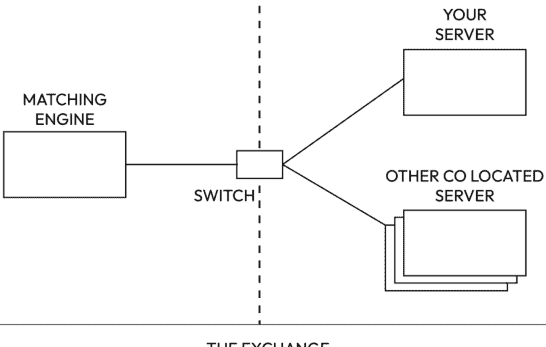 YOUR
SERVER
MATCHING
ENGINE
OTHER CO LOCATED
SERVER
SWITCH
THE EXCHANGE